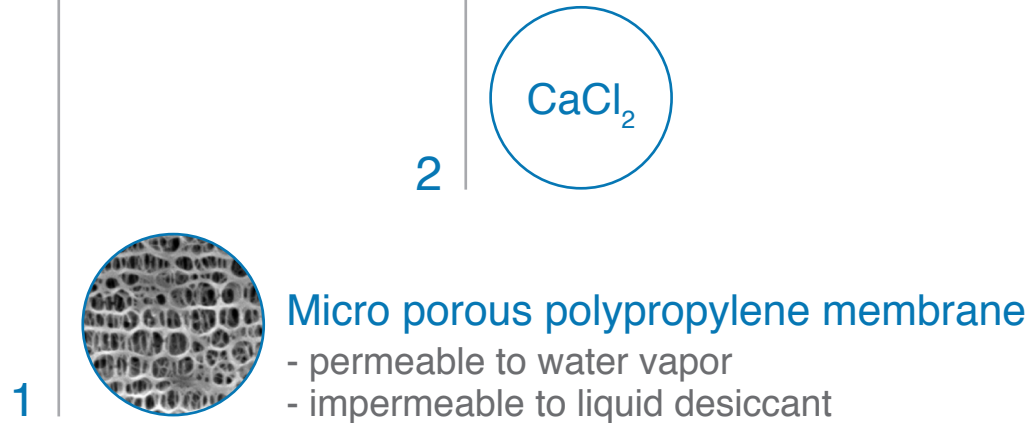 CaCl₂
2
Micro porous polypropylene membrane
- permeable to water vapor
- impermeable to liquid desiccant
1